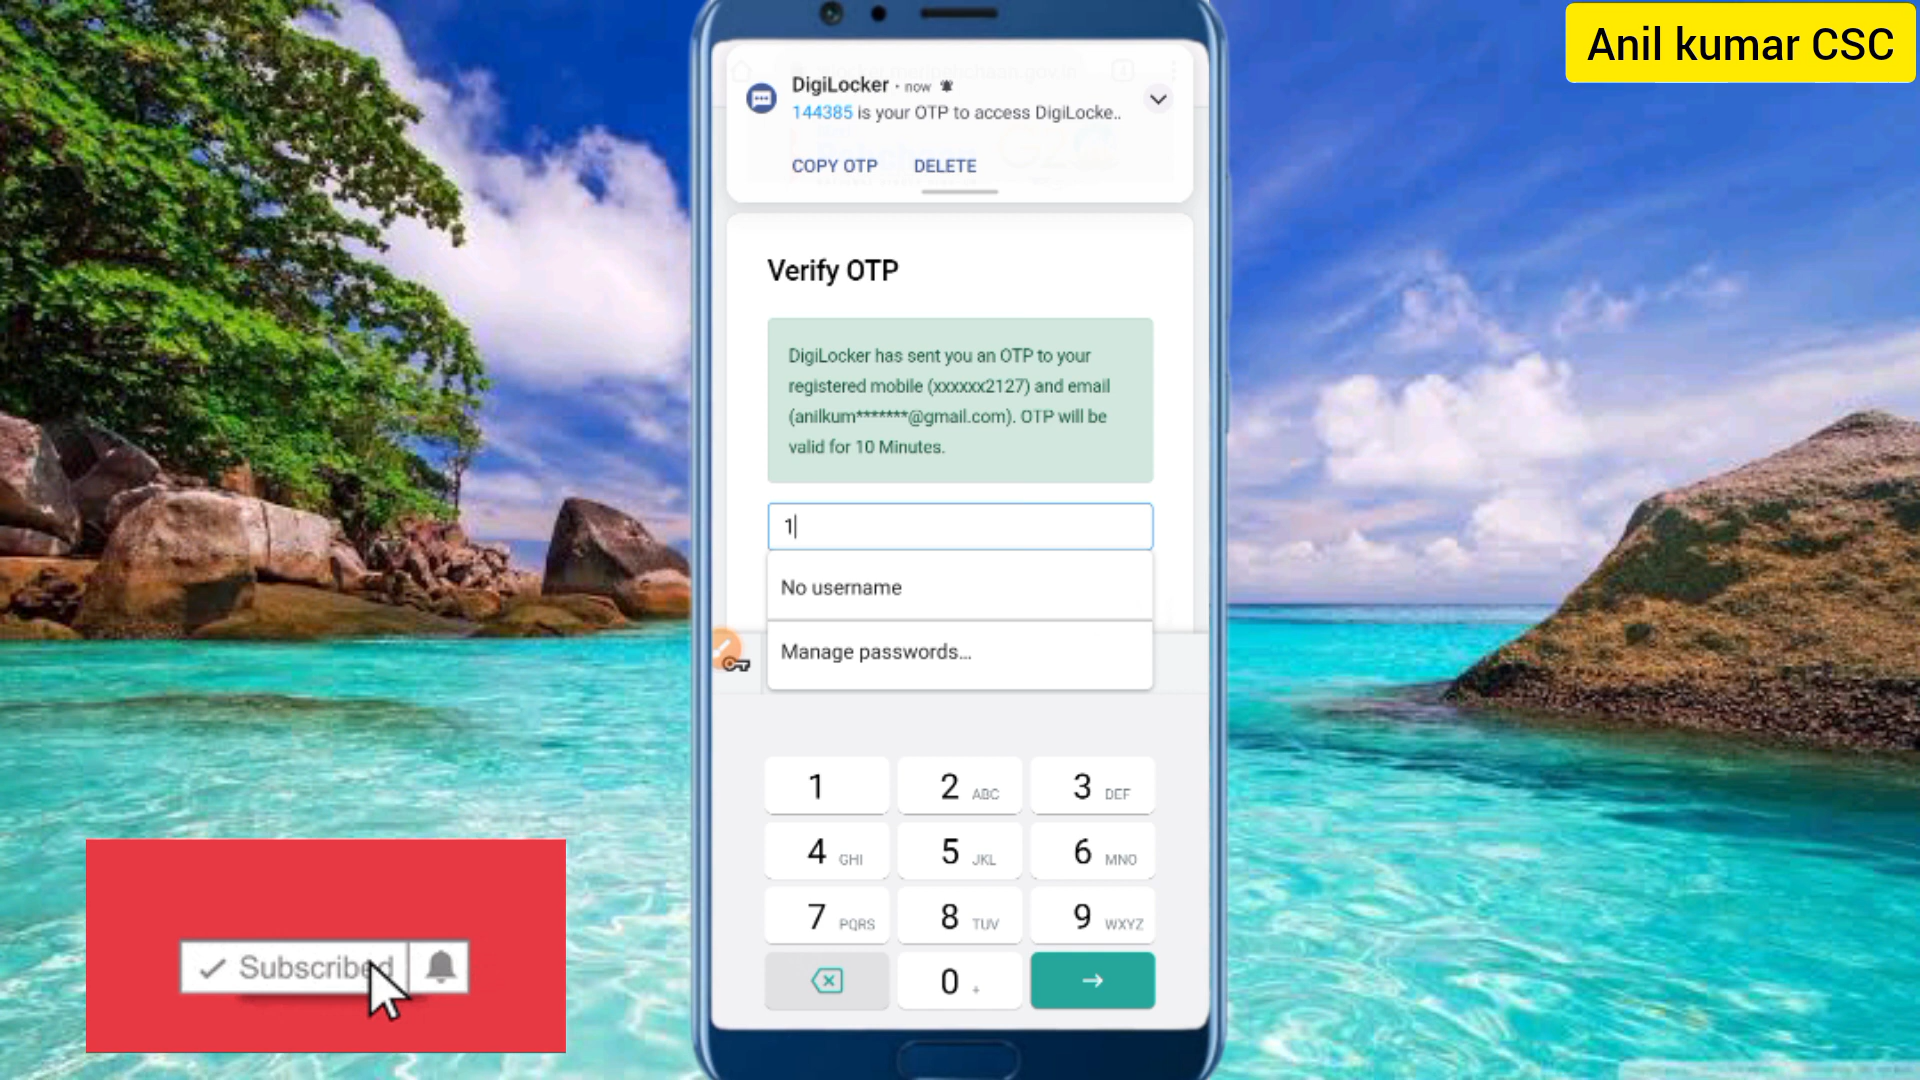 Anil kumar CSC
DigiLocker · now
144385 is your OTP to access DigiLocke..
COPY OTP DELETE
Verify OTP
DigiLocker has sent you an OTP to your
registered mobile (xxxxxx2127) and email
(anilkum*******@gmail.com). OTP will be
valid for 10 Minutes.
1
No username
Manage passwords...
1
2 ABC
3 DEF
4 GHI
5 JKL
6 MNO
7 PQRS
8 TUV
9 WXYZ
0 +
Subscribed